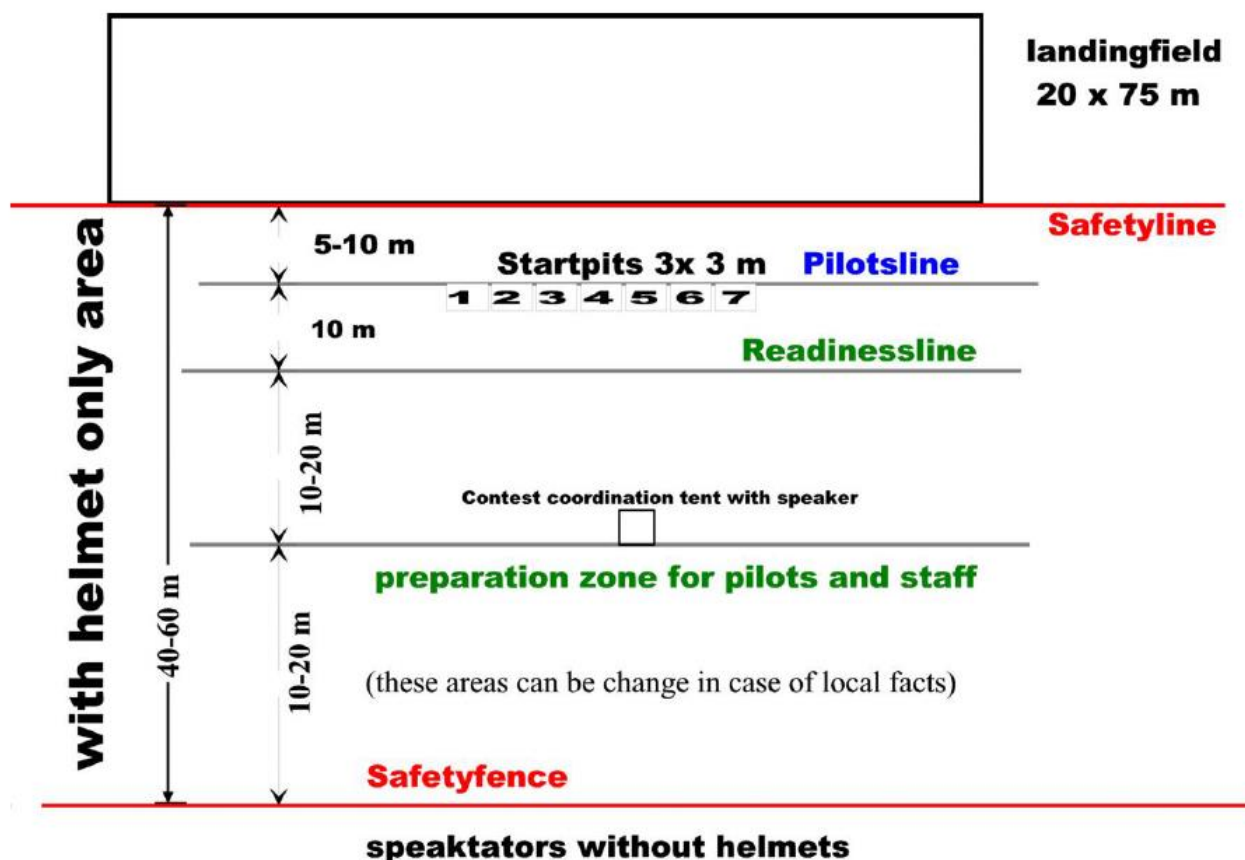 landingfield
20 x 75 m
Safetyline
5-10 m
Startpits 3x 3 m
Pilotsline
1 2 3 4 5 6 7
10 m
Readinessline
with helmet only area
40-60 m
10-20 m
Contest coordination tent with speaker
preparation zone for pilots and staff
10-20 m
(these areas can be change in case of local facts)
Safetyfence
speaktators without helmets